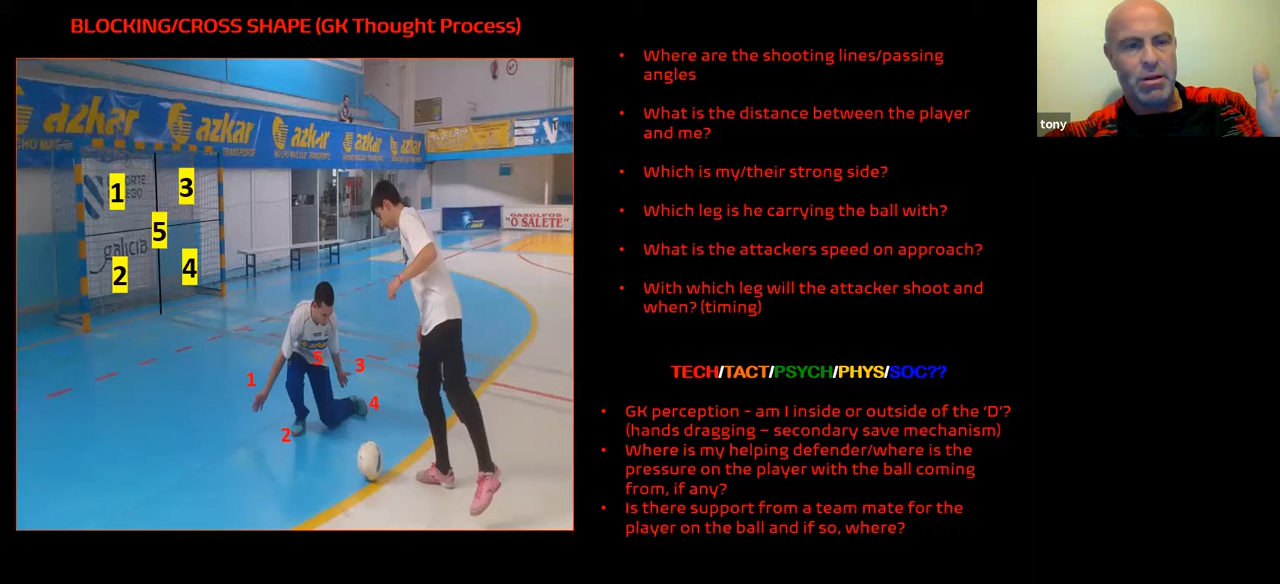 BLOCKING/CROSS SHAPE (GK Thought Process)
azkar
azkar
azkar
azkar
azkar
TRANSPORTE
GASOLFOS
"O SALETE"
galicia
1
3
5
2
4
1
5
3
4
2
• Where are the shooting lines/passing
angles
• What is the distance between the player
and me?
• Which is my/their strong side?
• Which leg is he carrying the ball with?
• What is the attackers speed on approach?
• With which leg will the attacker shoot and
when? (timing)
TECH/TACT/PSYCH/PHYS/SOC??
• GK perception - am I inside or outside of the 'D'?
(hands dragging – secondary save mechanism)
• Where is my helping defender/where is the
pressure on the player with the ball coming
from, if any?
• Is there support from a team mate for the
player on the ball and if so, where?
tony